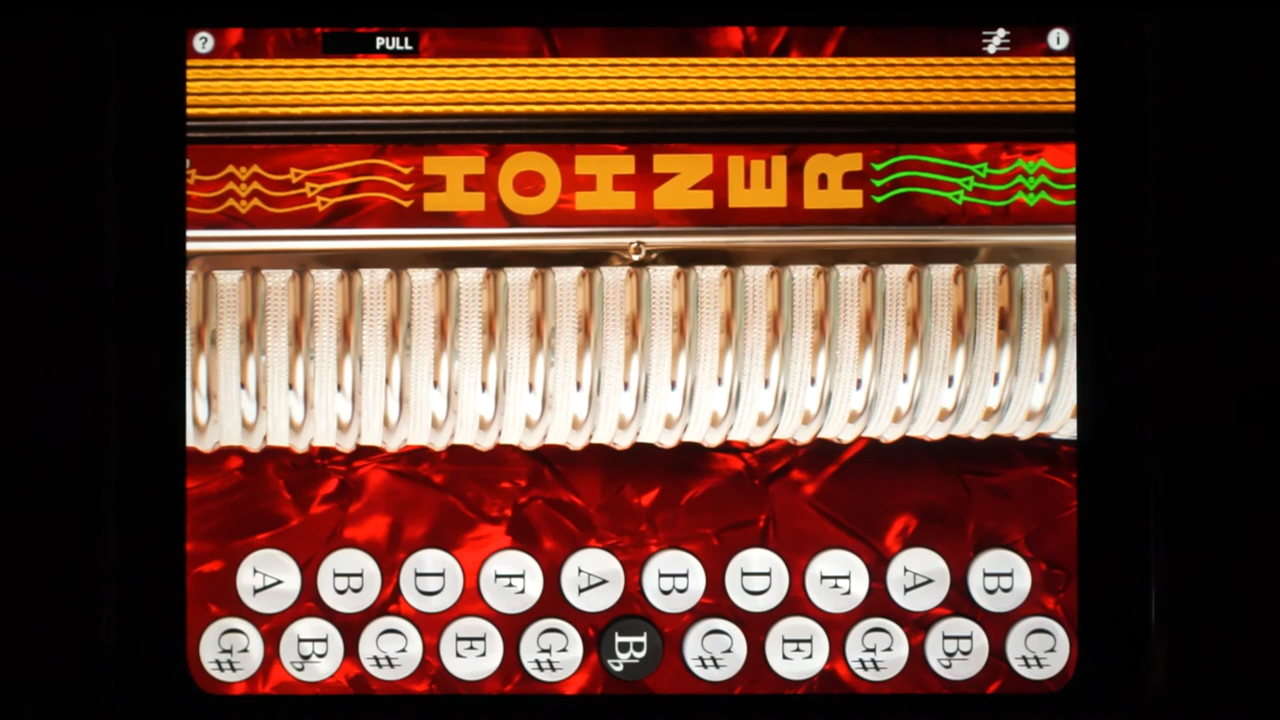 ? PULL i
HOHNER
A B D F A B D F A B
G# B♭ C# E G# B♭ C# E G# B♭ C#